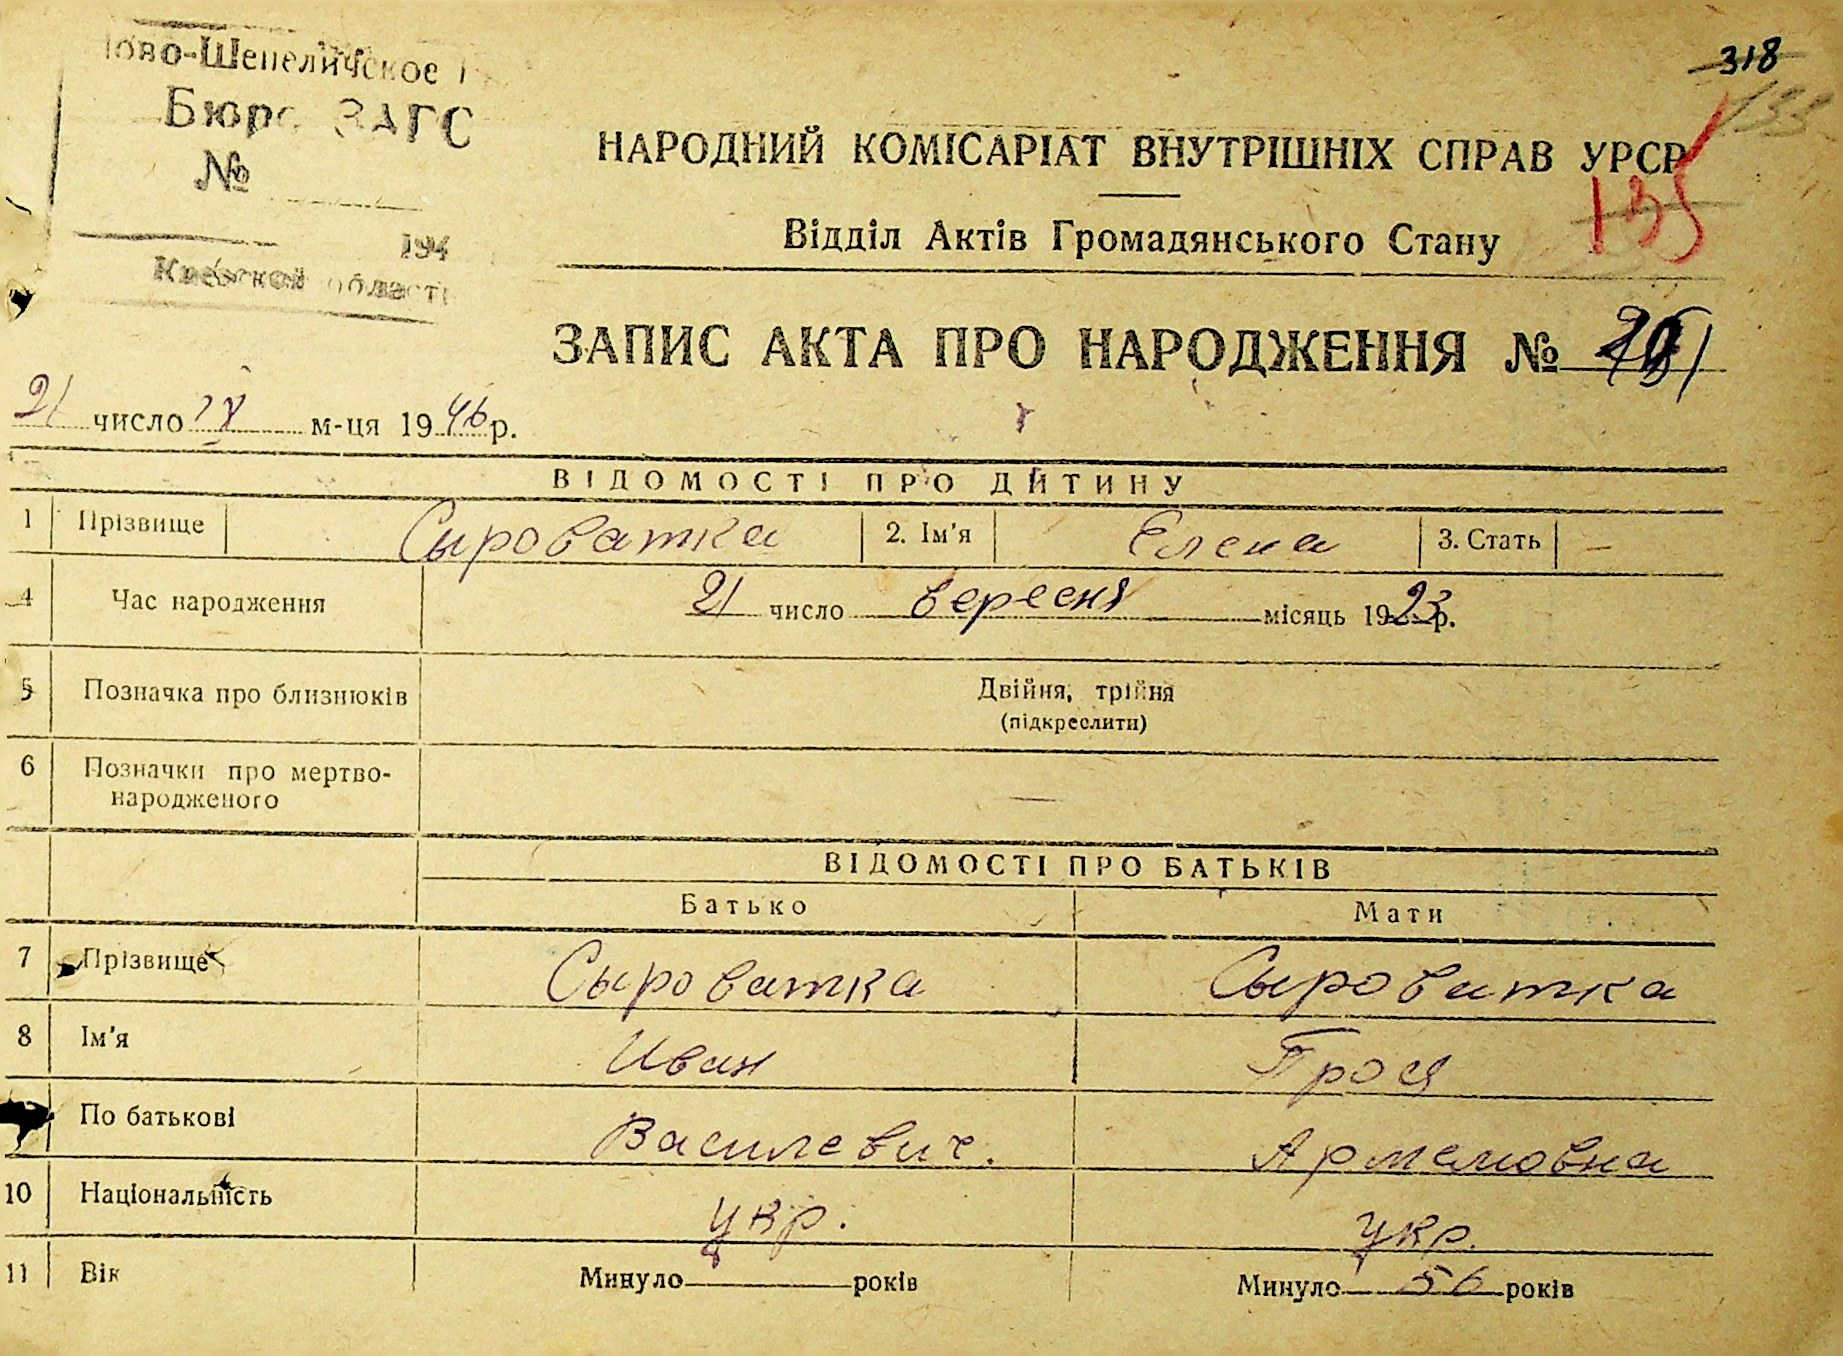 318
133
ово-Шепеличское
Бюро ЗАГС
№
НАРОДНИЙ КОМІСАРІАТ ВНУТРІШНІХ СПРАВ УРСР
135
Відділ Актів Громадянського Стану
194
Киевской области
ЗАПИС АКТА ПРО НАРОДЖЕННЯ №
21 число IX м-ця 1946 р.
ВІДОМОСТІ ПРО ДИТИНУ
1 Прізвище Сыроватка 2. Ім'я Елена 3. Стать –
4 Час народження 21 число вересня місяць 1923 р.
5 Позначка про близнюків Двійня, трійня
(підкреслити)
6 Позначки про мертво-
народженого —
ВІДОМОСТІ ПРО БАТЬКІВ
Батько Мати
7 Прізвище Сыроватка Сыроватка
8 Ім'я Иван Прося
По батькові Василевич. Артемовна
10 Національність укр. укр.
11 Вік Минуло років Минуло 56 років